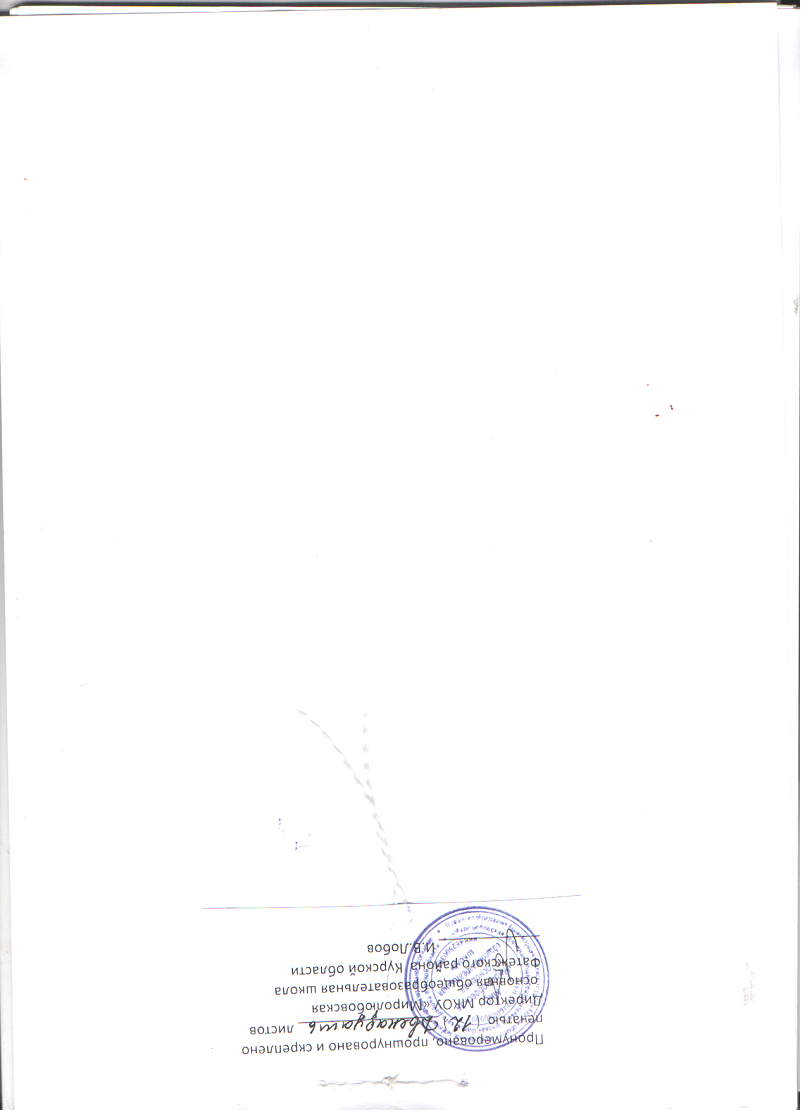 Пронумеровано, прошнуровано и скреплено
печатью ( 12 ) Двенадцать листов
Директор МКОУ «Миролюбовская
основная общеобразовательная школа
Фатежского района Курской области
И.В.Лобов